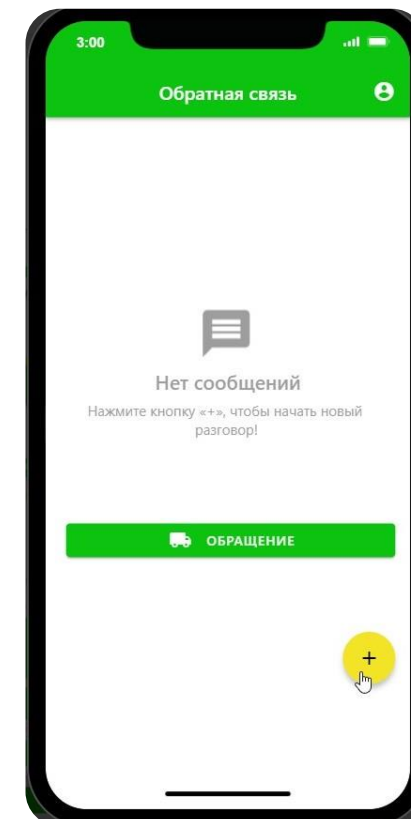 3:00
Обратная связь
Нет сообщений
Нажмите кнопку «+», чтобы начать новый
разговор!
ОБРАЩЕНИЕ
+